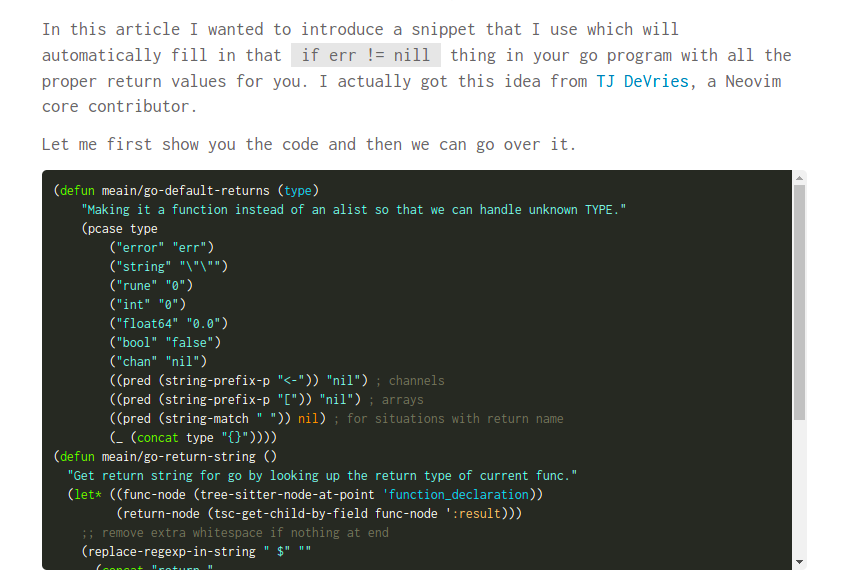 In this article I wanted to introduce a snippet that I use which will
automatically fill in that if err != nill thing in your go program with all the
proper return values for you. I actually got this idea from TJ DeVries, a Neovim
core contributor.
Let me first show you the code and then we can go over it.
(defun meain/go-default-returns (type)
"Making it a function instead of an alist so that we can handle unknown TYPE."
(pcase type
("error" "err")
("string" "\"\"")
("rune" "0")
("int" "0")
("float64" "0.0")
("bool" "false")
("chan" "nil")
((pred (string-prefix-p "<-")) "nil") ; channels
((pred (string-prefix-p "[")) "nil") ; arrays
((pred (string-match " ")) nil) ; for situations with return name
(_ (concat type "{}"))))
(defun meain/go-return-string ()
"Get return string for go by looking up the return type of current func."
(let* ((func-node (tree-sitter-node-at-point 'function_declaration))
(return-node (tsc-get-child-by-field func-node ':result)))
;; remove extra whitespace if nothing at end
(replace-regexp-in-string " $" ""
(concat "return "